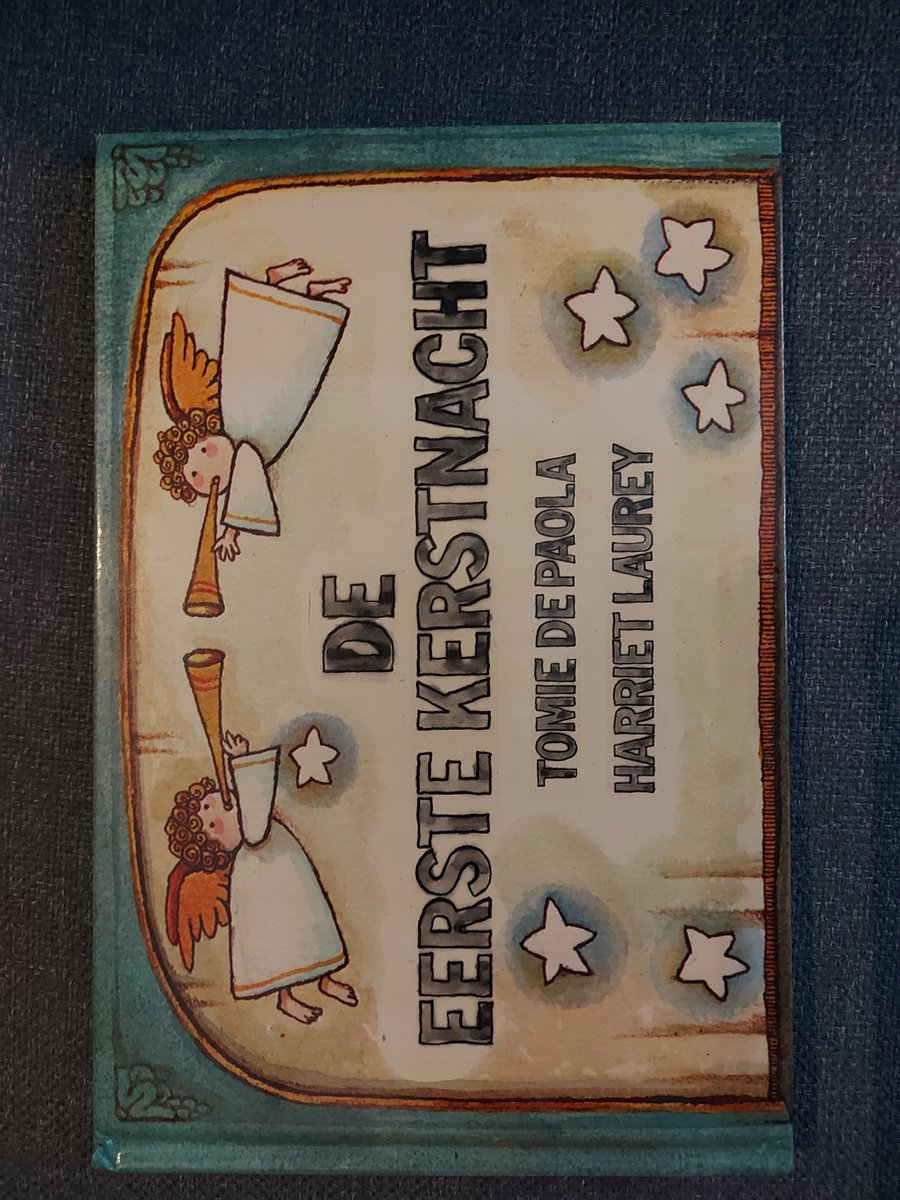 DE
EERSTE KERSTNACHT
TOMIE DE PAOLA
HARRIET LAUREY